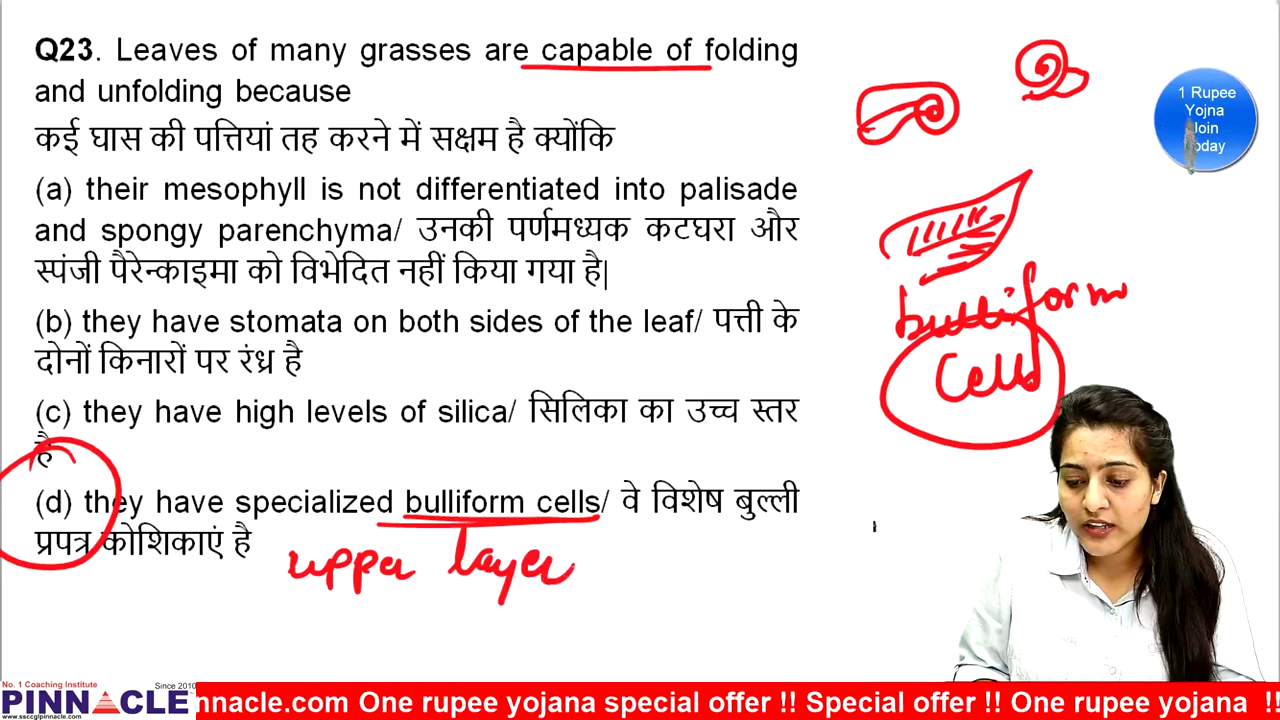 Q23. Leaves of many grasses are capable of folding
and unfolding because
कई घास की पत्तियां तह करने में सक्षम है क्योंकि
(a) their mesophyll is not differentiated into palisade
and spongy parenchyma/ उनकी पर्णमध्यक कटघरा और
स्पंजी पैरेन्काइमा को विभेदित नहीं किया गया है|
(b) they have stomata on both sides of the leaf/ पत्ती के
दोनों किनारों पर रंध्र है
(c) they have high levels of silica/ सिलिका का उच्च स्तर
है
(d) they have specialized bulliform cells/ वे विशेष बुल्ली
प्रपत्र कोशिकाएं है
upper layer
bulliform
Cells
1 Rupee
Yojna
Join
Today
No. 1 Coaching Institute
Since 2010
PINNACLE
www.ssccglpinnacle.com
nnacle.com One rupee yojana special offer !! Special offer !! One rupee yojana !!